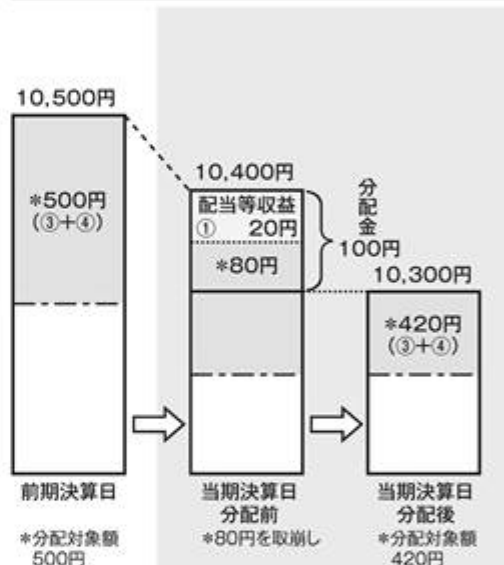 10,500円
*500円
(③+④)
10,400円
配当等収益
① 20円
*80円
分配金
100円
10,300円
*420円
(③+④)
前期決算日
*分配対象額
500円
当期決算日
分配前
*80円を取崩し
当期決算日
分配後
*分配対象額
420円